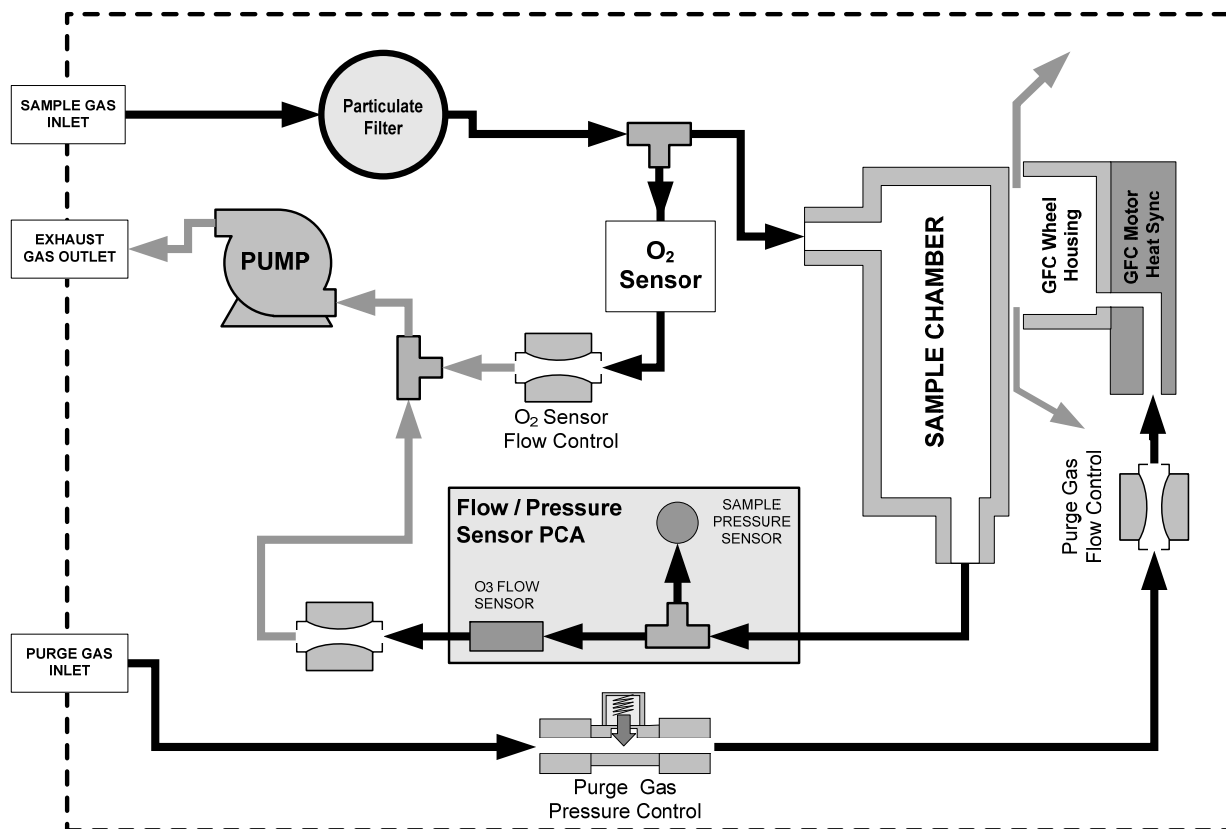 SAMPLE GAS
INLET
Particulate
Filter
EXHAUST
GAS OUTLET
PUMP
O₂
Sensor
SAMPLE CHAMBER
GFC Wheel
Housing
GFC Motor
Heat Sync
O₂ Sensor
Flow Control
Purge Gas
Flow Control
Flow / Pressure
Sensor PCA
SAMPLE
PRESSURE
SENSOR
O3 FLOW
SENSOR
PURGE GAS
INLET
Purge Gas
Pressure Control